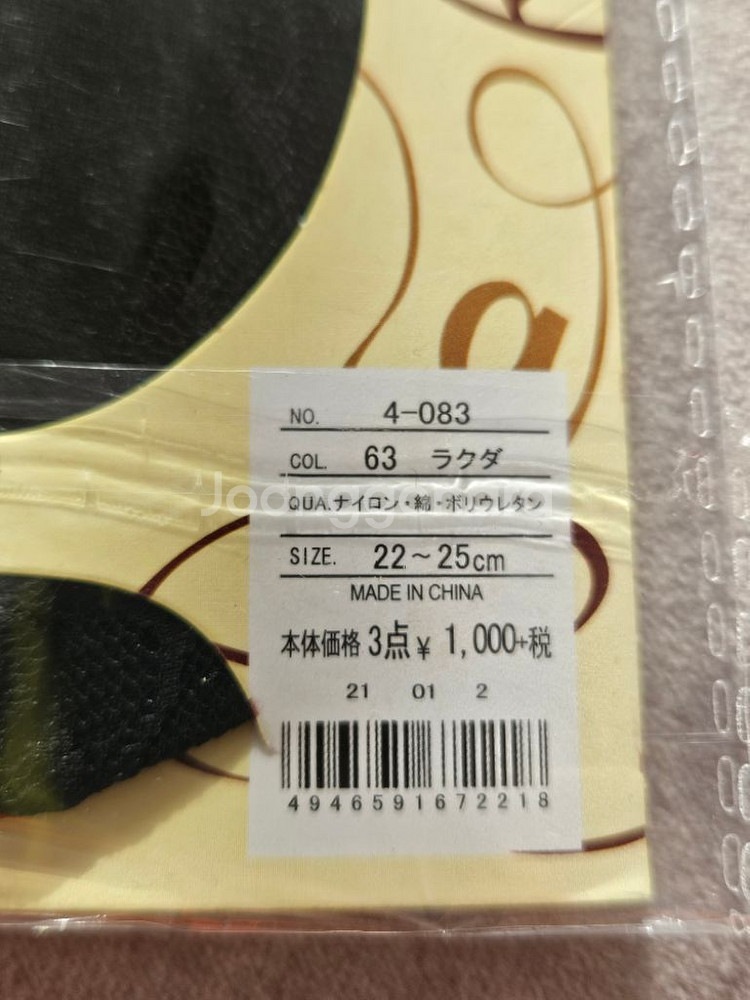 a
NO. 4-083
COL. 63 ラクダ
QUA.ナイロン・綿・ポリウレタン
SIZE. 22～25cm
MADE IN CHINA
本体価格 3点¥ 1,000+税
21 01 2
4946591672218